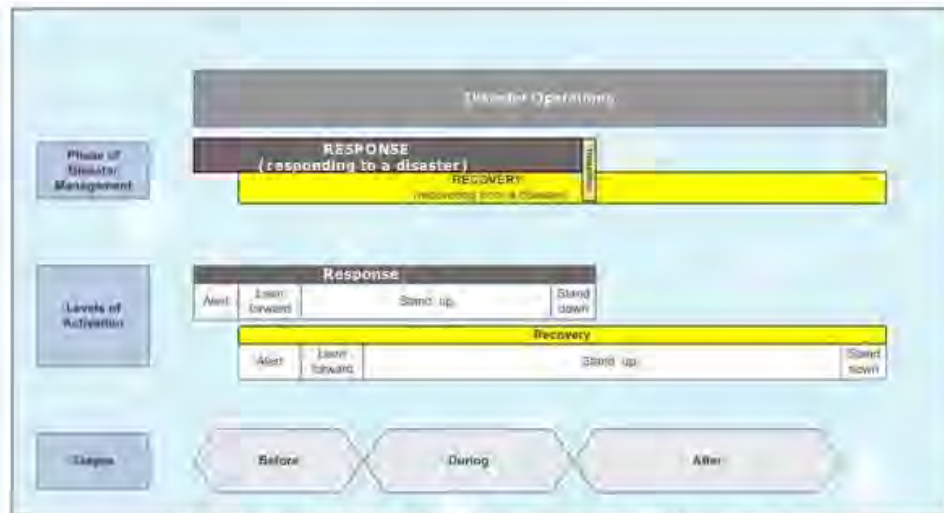 Disaster Operations
Phase of
Disaster
Management
RESPONSE
(responding to a disaster)
RECOVERY
(recovering from a disaster)
Levels of
Activation
Response
Alert
Lean
forward
Stand up
Stand
down
Recovery
Alert
Lean
forward
Stand up
Stand
down
Stages
Before
During
After